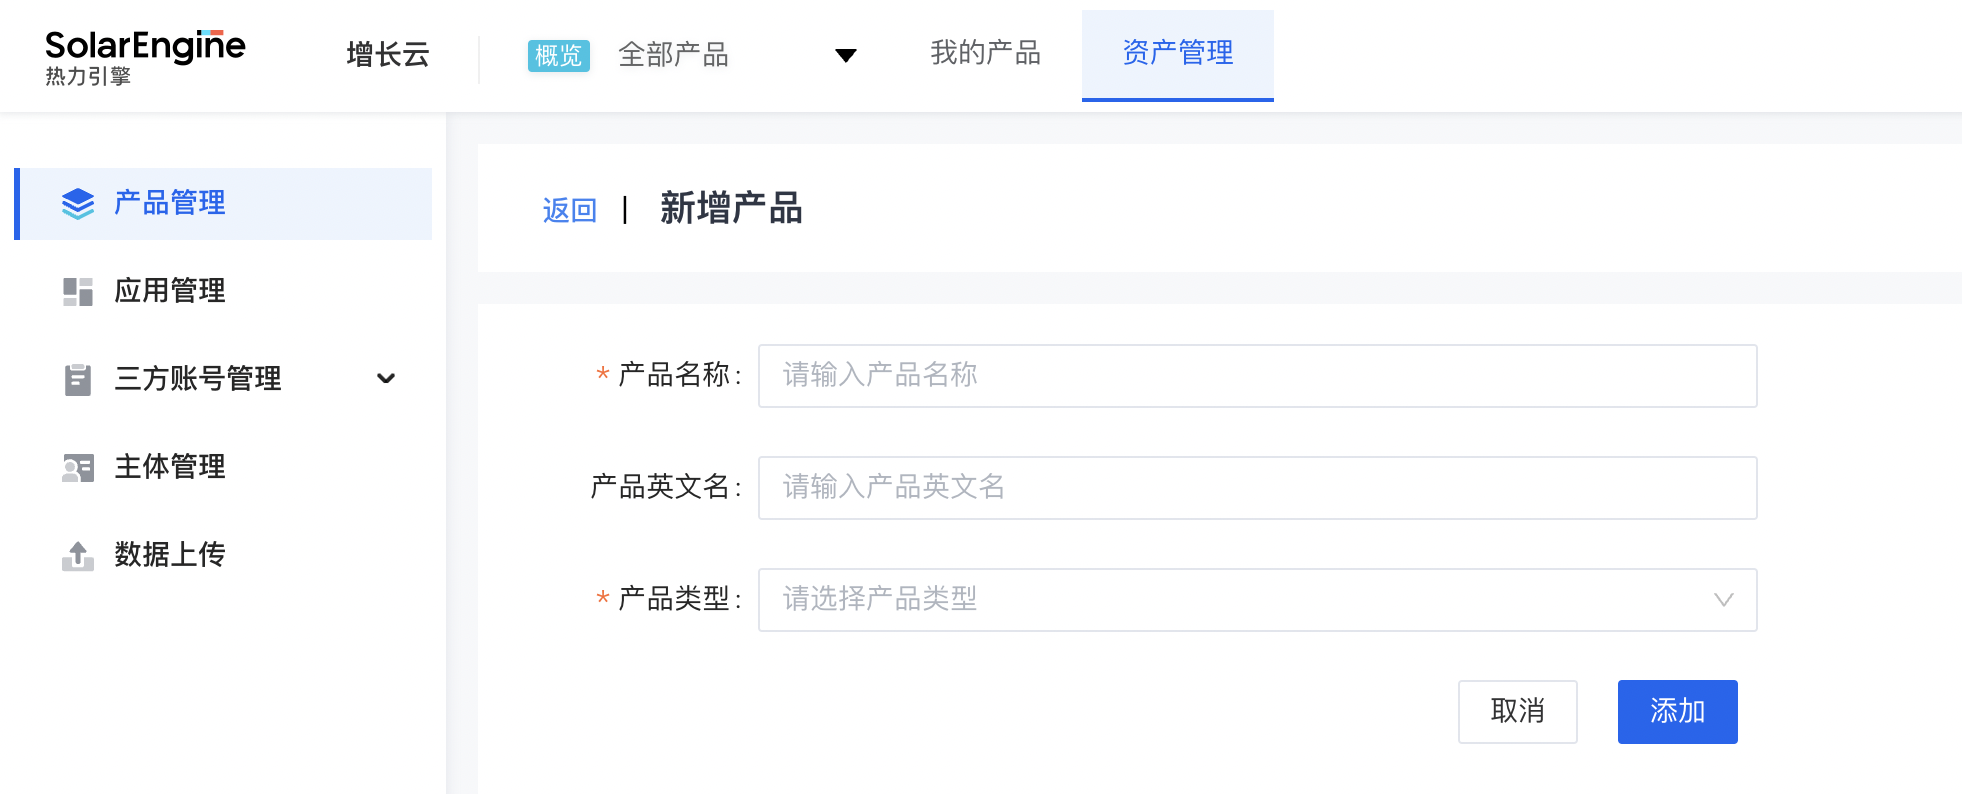 SolarEngine
热力引擎
增长云
概览 全部产品
我的产品
资产管理
产品管理
应用管理
三方账号管理
主体管理
数据上传
返回 | 新增产品
* 产品名称: 请输入产品名称
产品英文名: 请输入产品英文名
* 产品类型: 请选择产品类型
取消 添加